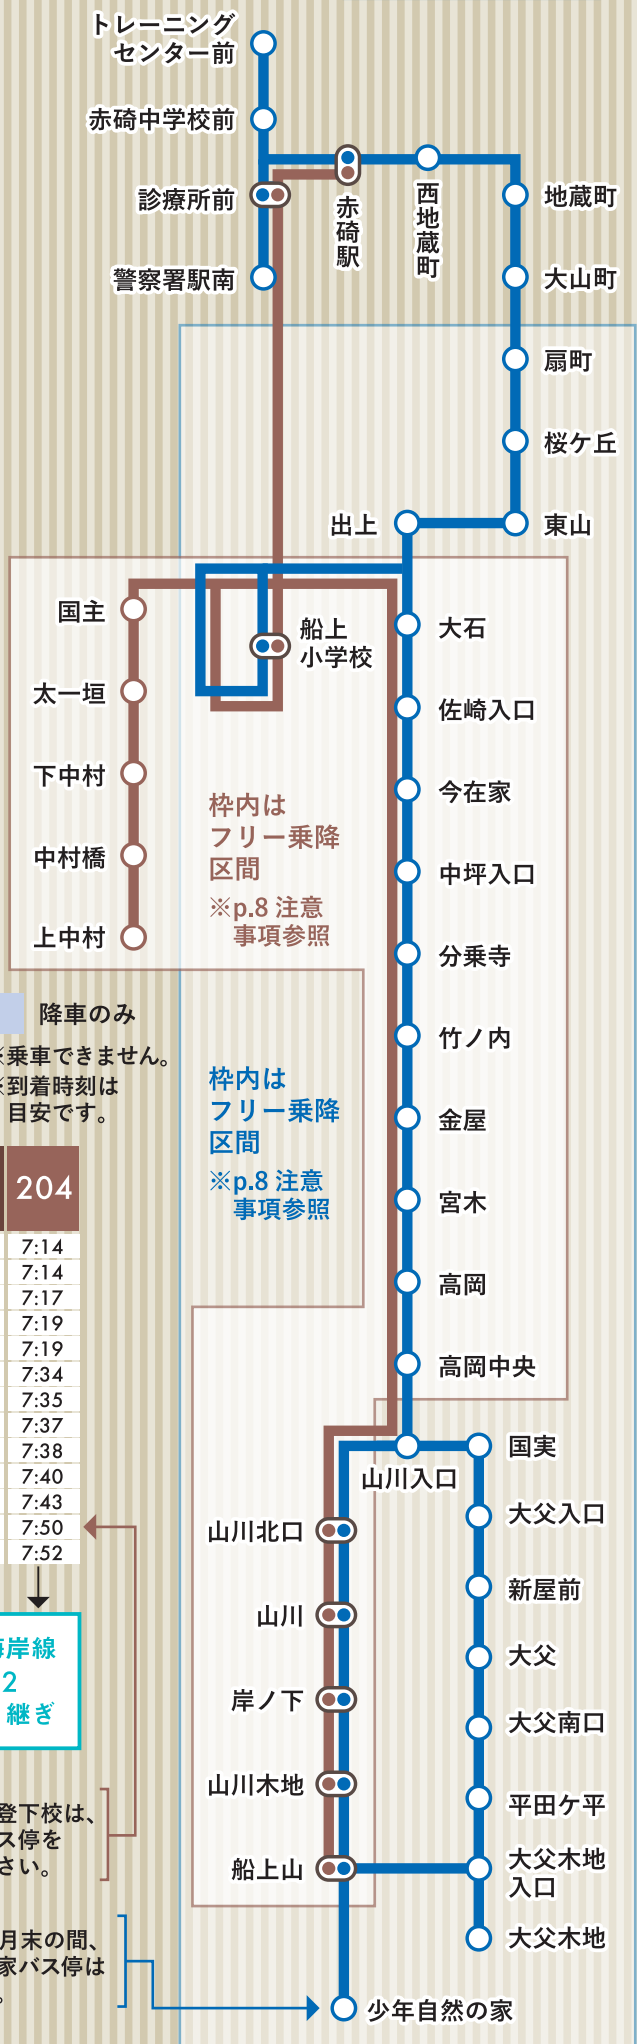 トレーニング
センター前
赤碕中学校前
診療所前
警察署駅南
赤碕駅
西地蔵町
地蔵町
大山町
扇町
桜ケ丘
東山
出上
大石
佐崎入口
今在家
中坪入口
分乗寺
竹ノ内
金屋
宮木
高岡
高岡中央
国主
太一垣
下中村
中村橋
上中村
船上
小学校
枠内は
フリー乗降
区間
※p.8 注意
事項参照
枠内は
フリー乗降
区間
※p.8 注意
事項参照
降車のみ
※乗車できません。
※到着時刻は
目安です。
204
7:14
7:14
7:17
7:19
7:19
7:34
7:35
7:37
7:38
7:40
7:43
7:50
7:52
岸線
2
継ぎ
登下校は、
ス停を
さい。
月末の間、
家バス停は
。
山川入口
山川北口
山川
岸ノ下
山川木地
船上山
少年自然の家
国実
大父入口
新屋前
大父
大父南口
平田ケ平
大父木地
入口
大父木地